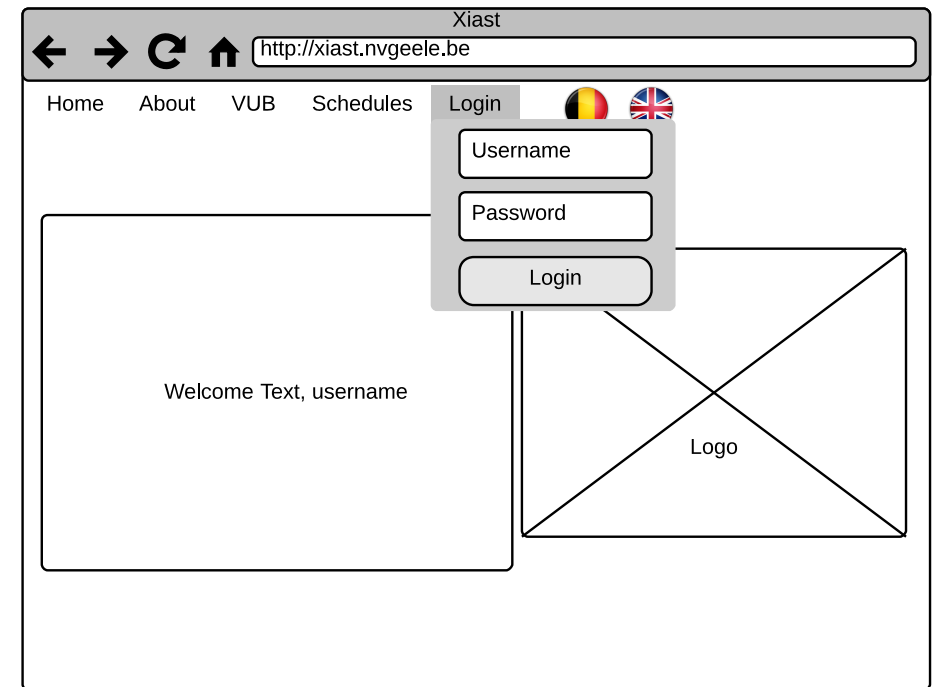 Xiast
http://xiast.nvgeele.be
Home About VUB Schedules Login
Username
Password
Login
Welcome Text, username
Logo